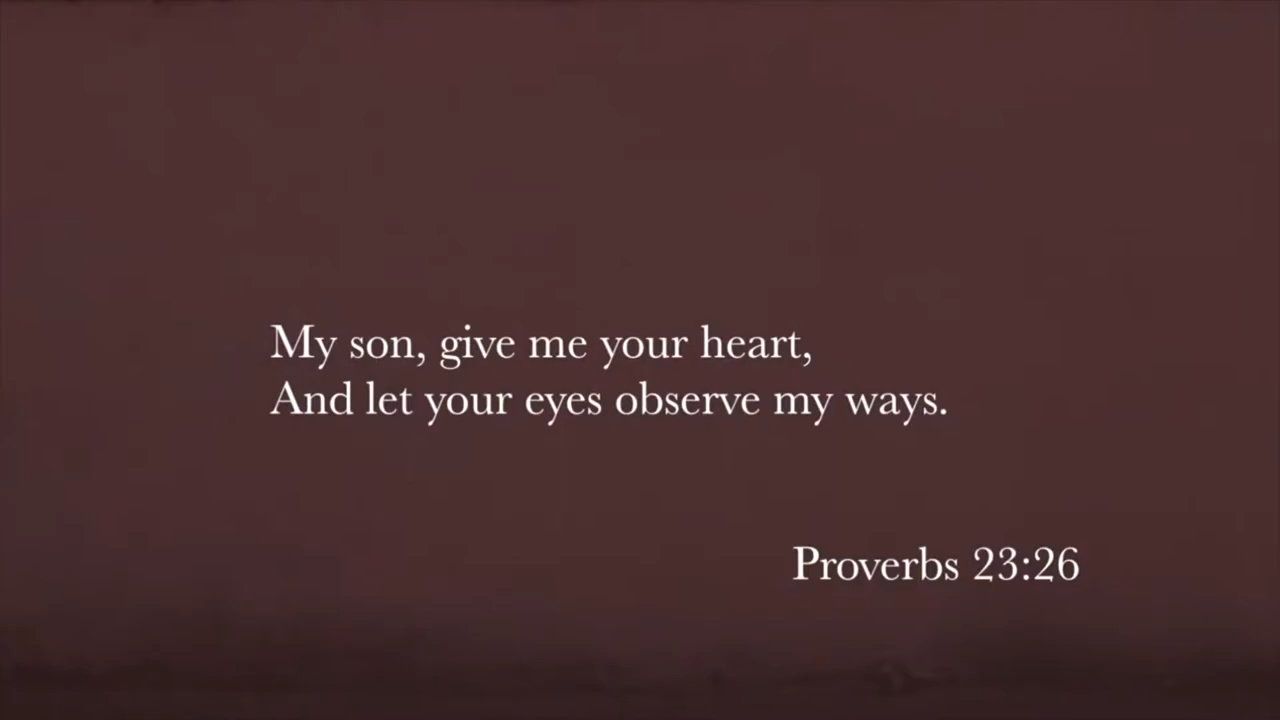 My son, give me your heart,
And let your eyes observe my ways.
Proverbs 23:26